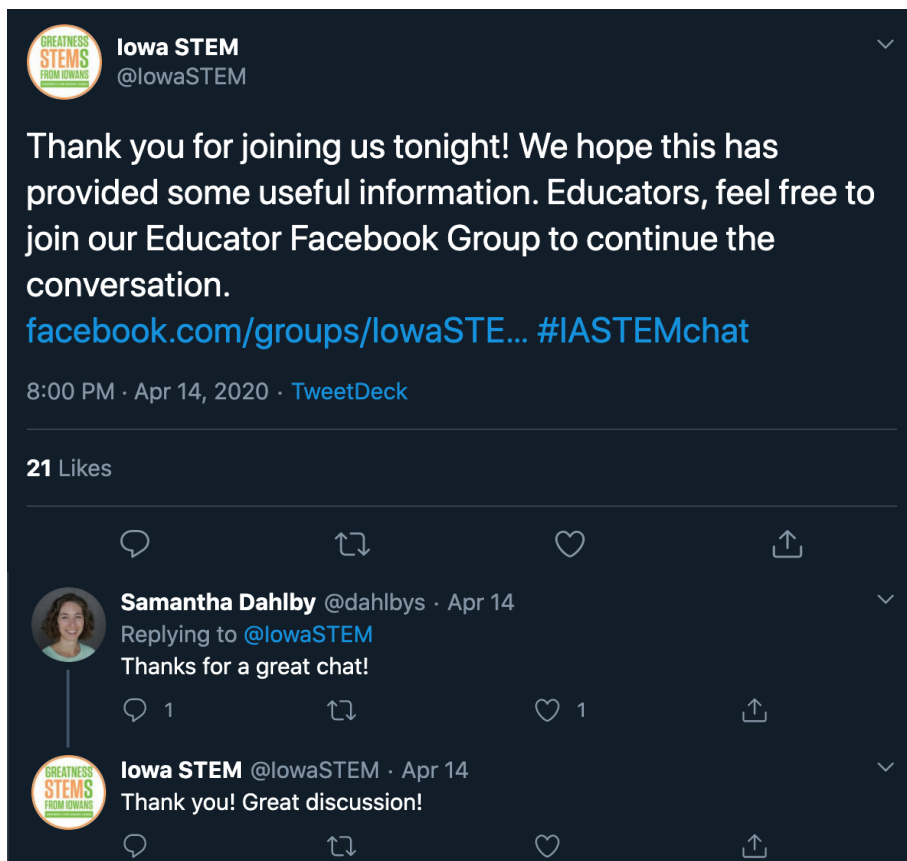 GREATNESS
STEMS
FROM IOWANS
Iowa STEM
@IowaSTEM
Thank you for joining us tonight! We hope this has
provided some useful information. Educators, feel free to
join our Educator Facebook Group to continue the
conversation.
facebook.com/groups/IowaSTE... #IASTEMchat
8:00 PM · Apr 14, 2020 · TweetDeck
21 Likes
Samantha Dahlby @dahlbys · Apr 14
Replying to @IowaSTEM
Thanks for a great chat!
1 1
GREATNESS
STEMS
FROM IOWANS
Iowa STEM @IowaSTEM · Apr 14
Thank you! Great discussion!